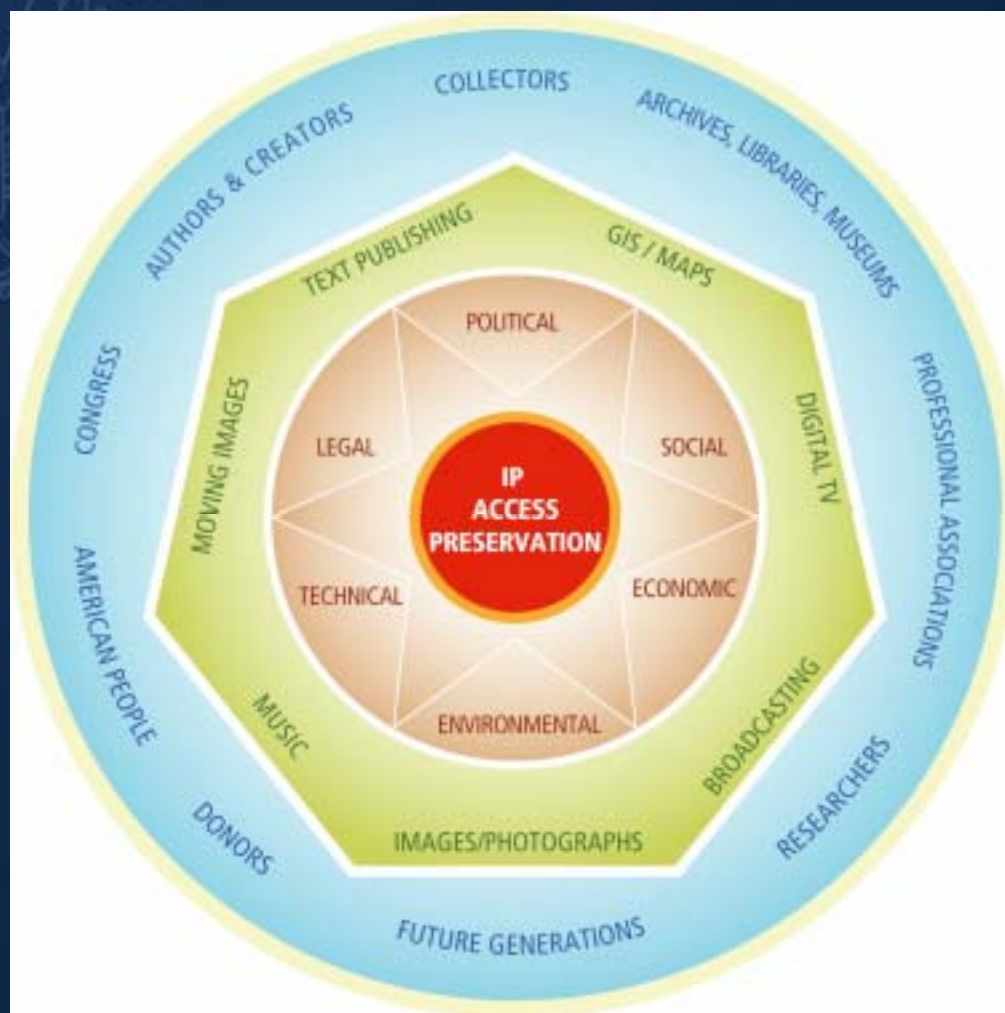 COLLECTORS
ARCHIVES, LIBRARIES, MUSEUMS
PROFESSIONAL ASSOCIATIONS
RESEARCHERS
FUTURE GENERATIONS
DONORS
AMERICAN PEOPLE
CONGRESS
AUTHORS & CREATORS
TEXT PUBLISHING
GIS / MAPS
DIGITAL TV
BROADCASTING
IMAGES/PHOTOGRAPHS
MUSIC
MOVING IMAGES
POLITICAL
SOCIAL
ECONOMIC
ENVIRONMENTAL
TECHNICAL
LEGAL
IP
ACCESS
PRESERVATION